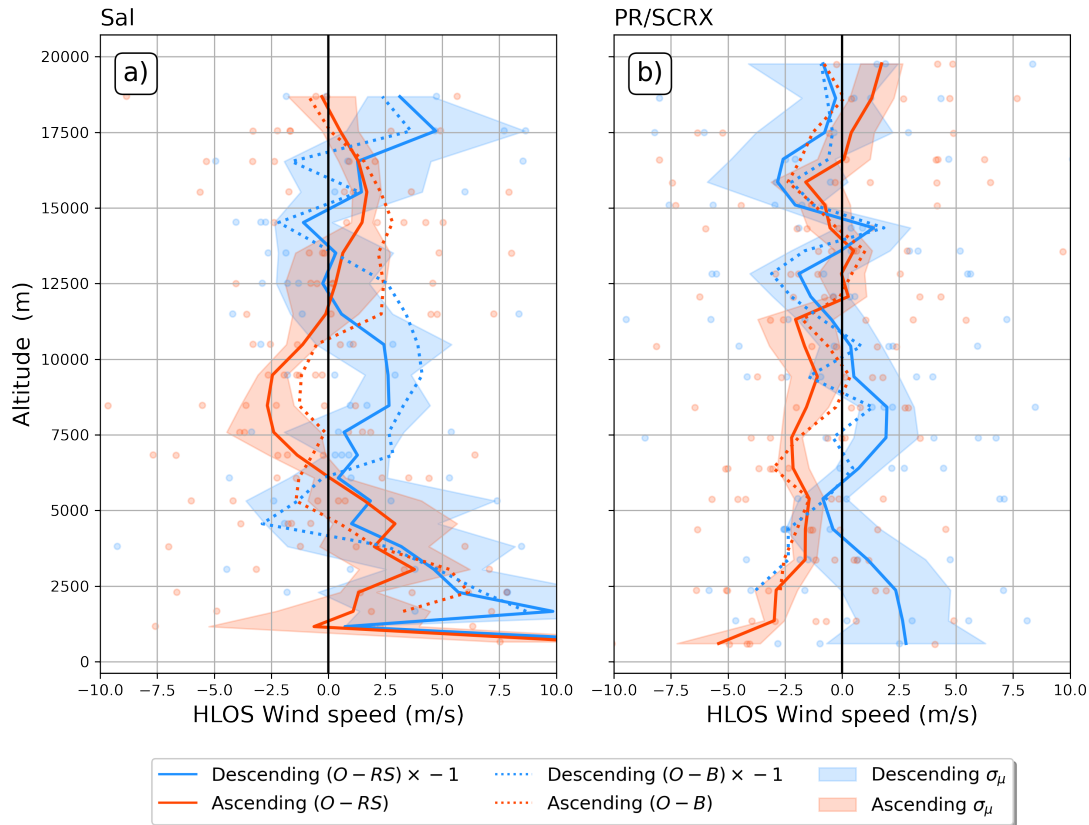 Sal
PR/SCRX
a)
b)
20000
17500
15000
12500
10000
7500
5000
2500
0
Altitude (m)
−10.0 −7.5 −5.0 −2.5 0.0 2.5 5.0 7.5 10.0
−10.0 −7.5 −5.0 −2.5 0.0 2.5 5.0 7.5 10.0
HLOS Wind speed (m/s)
HLOS Wind speed (m/s)
Descending (O − RS) × −1
Descending (O − B) × −1
Descending σμ
Ascending (O − RS)
Ascending (O − B)
Ascending σμ